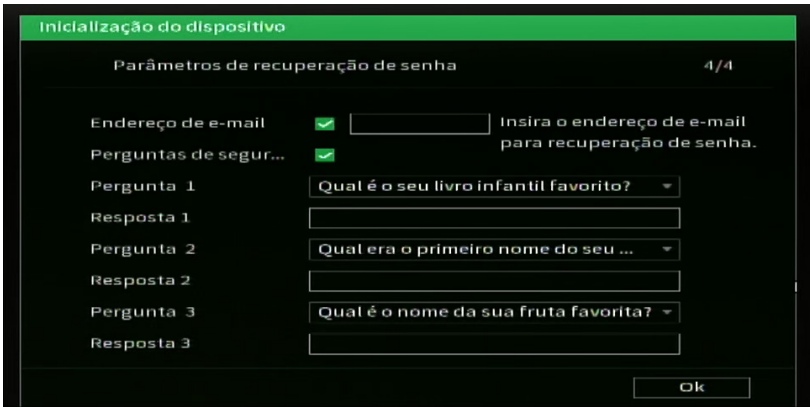 Inicialização do dispositivo
Parâmetros de recuperação de senha 4/4
Endereço de e-mail Insira o endereço de e-mail
para recuperação de senha.
Perguntas de segur...
Pergunta 1 Qual é o seu livro infantil favorito?
Resposta 1
Pergunta 2 Qual era o primeiro nome do seu ...
Resposta 2
Pergunta 3 Qual é o nome da sua fruta favorita?
Resposta 3
Ok